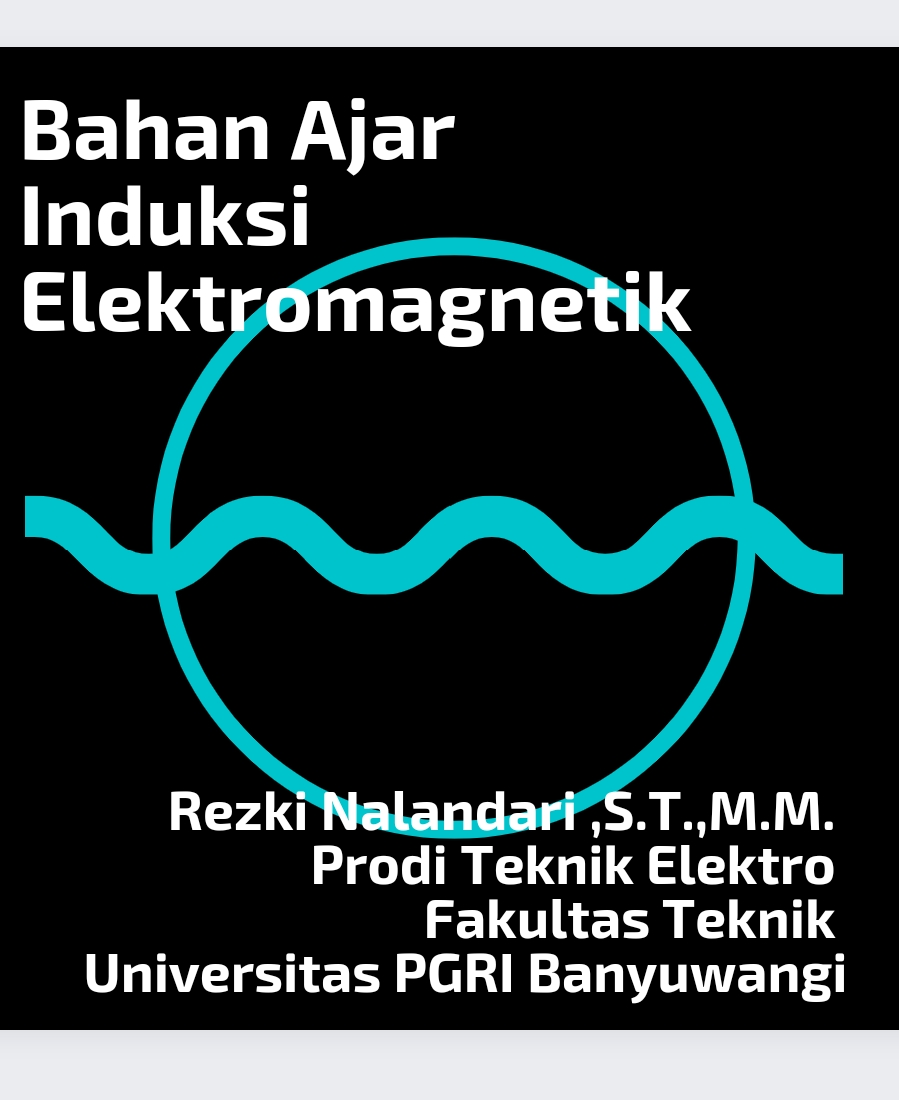 Bahan Ajar
Induksi
Elektromagnetik
Rezki Nalandari ,S.T.,M.M.
Prodi Teknik Elektro
Fakultas Teknik
Universitas PGRI Banyuwangi